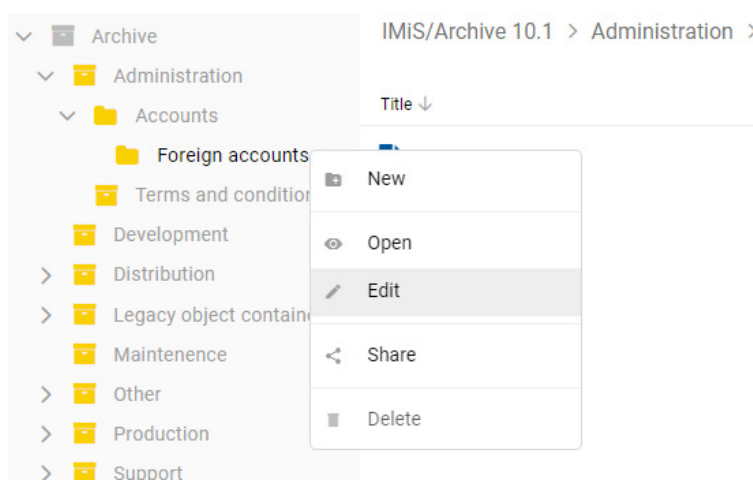 Archive
Administration
Accounts
Foreign accounts
Terms and condition
Development
Distribution
Legacy object contain
Maintenence
Other
Production
Support
IMiS/Archive 10.1 > Administration >
Title
New
Open
Edit
Share
Delete